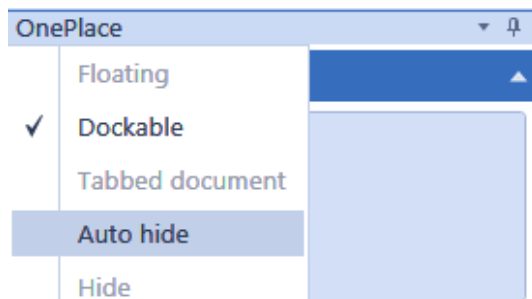 OnePlace
Floating
Dockable
Tabbed document
Auto hide
Hide